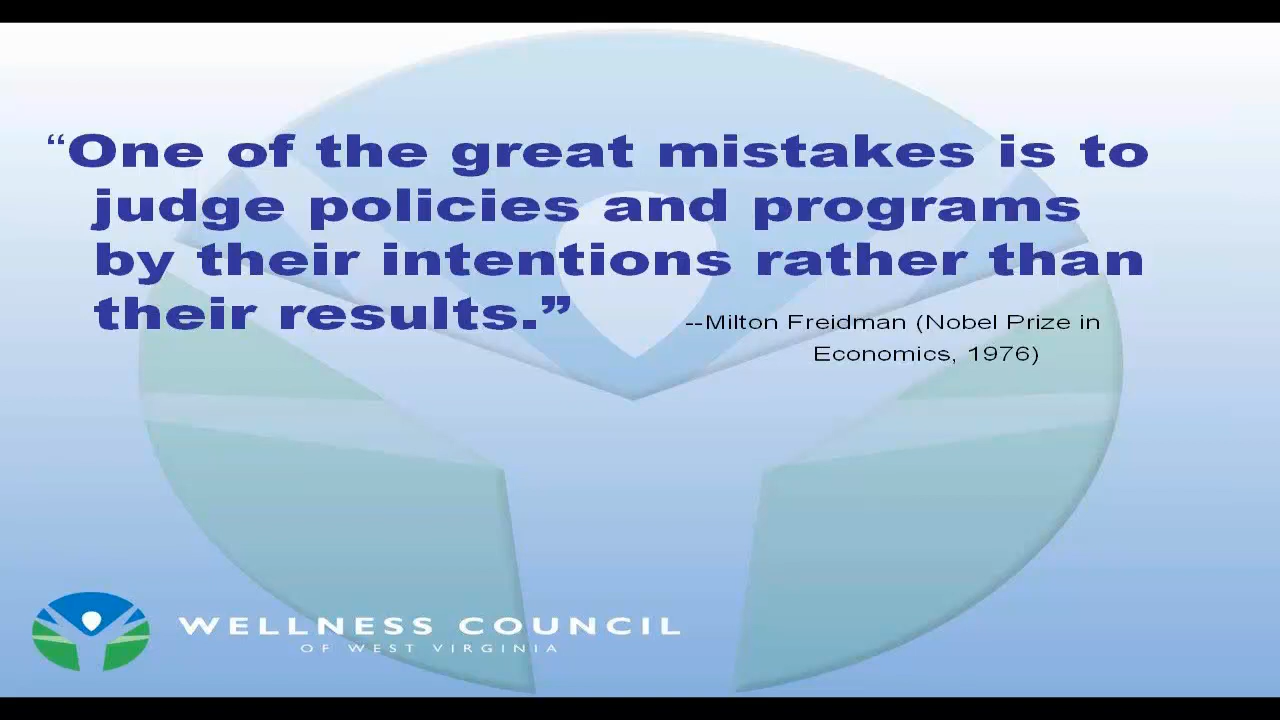 “One of the great mistakes is to
judge policies and programs
by their intentions rather than
their results.”
--Milton Freidman (Nobel Prize in
Economics, 1976)
WELLNESS COUNCIL
OF WEST VIRGINIA